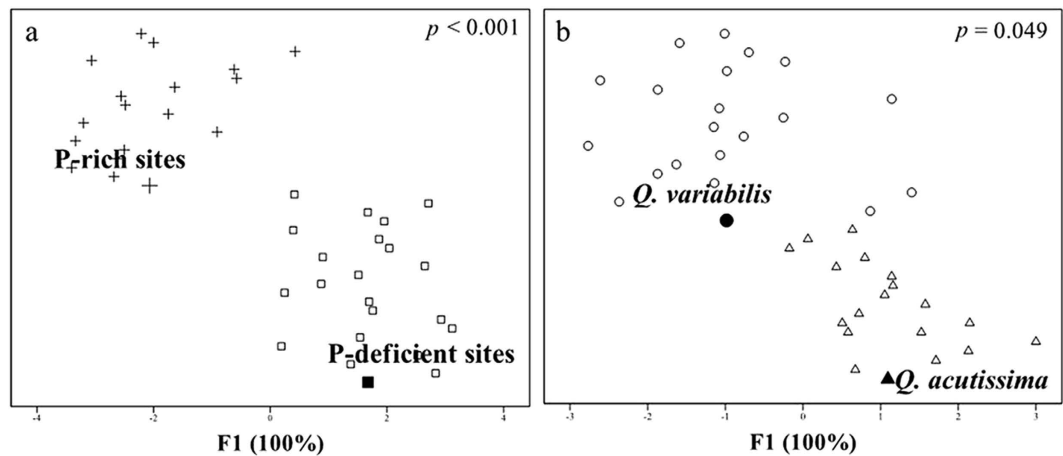 a
p < 0.001
P-rich sites
P-deficient sites
-4 -2 0 2 4
F1 (100%)
b
p = 0.049
Q. variabilis
Q. acutissima
-3 -2 -1 0 1 2 3
F1 (100%)